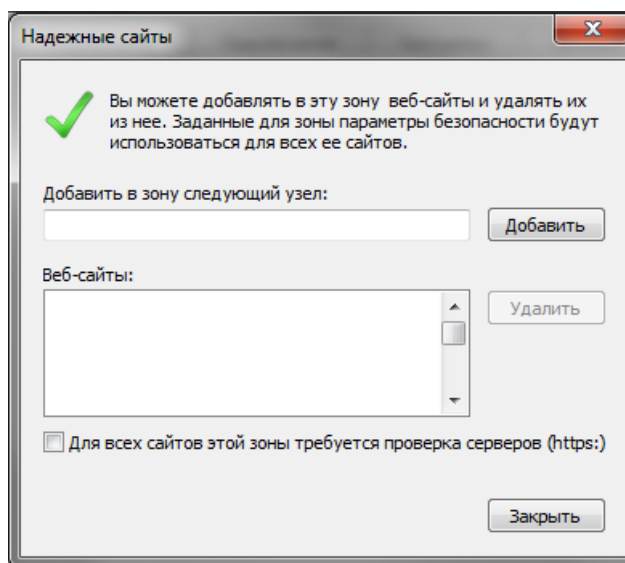 Надежные сайты
Вы можете добавлять в эту зону веб-сайты и удалять их
из нее. Заданные для зоны параметры безопасности будут
использоваться для всех ее сайтов.
Добавить в зону следующий узел:
Добавить
Веб-сайты:
Удалить
Для всех сайтов этой зоны требуется проверка серверов (https:)
Закрыть